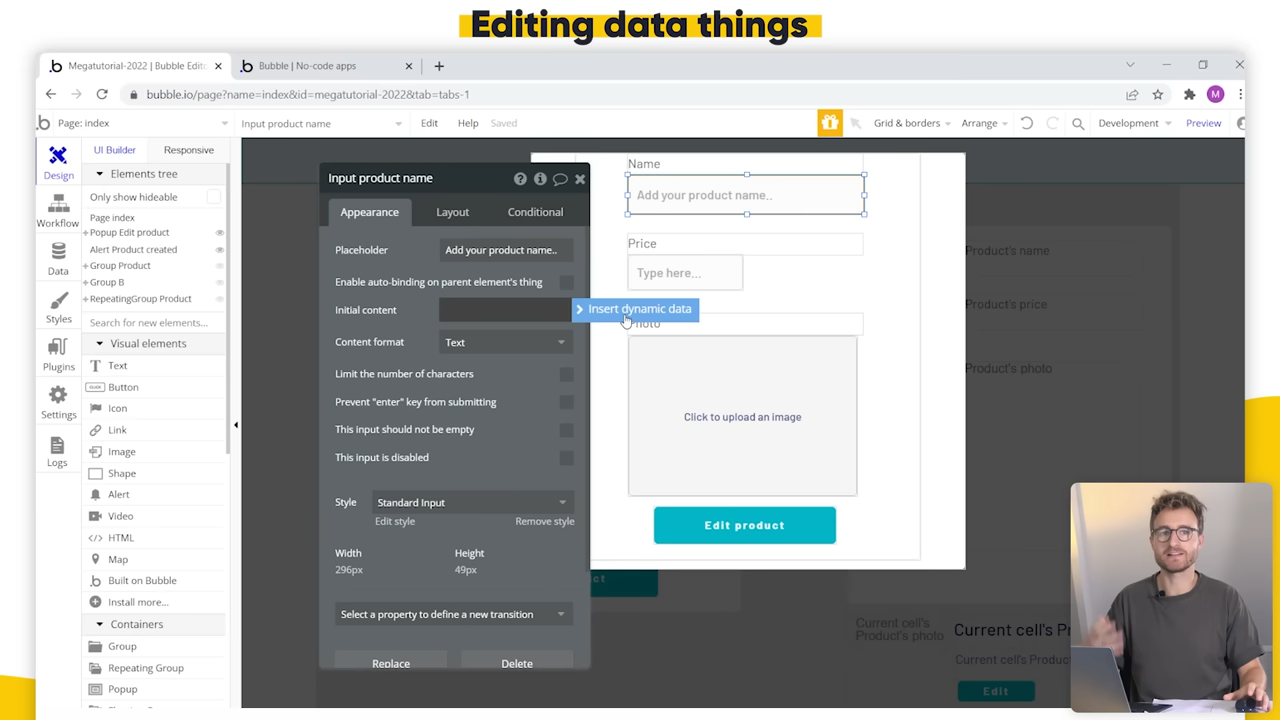 Editing data things
Megatutorial-2022 | Bubble Edito
Bubble | No-code apps
bubble.io/page?name=index&id=megatutorial-2022&tab=tabs-1
M
Page: index
Input product name
Edit
Help
Saved
Grid & borders
Arrange
Development
Preview
Design
Workflow
Data
Styles
Plugins
Settings
Logs
UI Builder
Responsive
Elements tree
Only show hideable
Page index
Popup Edit product
Alert Product created
Group Product
Group B
RepeatingGroup Product
Search for new elements...
Visual elements
Text
Button
Icon
Link
Image
Shape
Alert
Video
HTML
Map
Built on Bubble
Install more...
Containers
Group
Repeating Group
Popup
Input product name
Appearance
Layout
Conditional
Placeholder
Add your product name..
Enable auto-binding on parent element's thing
Initial content
Insert dynamic data
Content format
Text
Limit the number of characters
Prevent "enter" key from submitting
This input should not be empty
This input is disabled
Style
Standard Input
Edit style
Remove style
Width
Height
296px
49px
Select a property to define a new transition
Replace
Delete
Name
Add your product name..
Price
Type here...
Photo
Click to upload an image
Edit product
Product's name
Product's price
Product's photo
Current cell's
Product's photo
Current cell's P
Current cell's Product
Edit